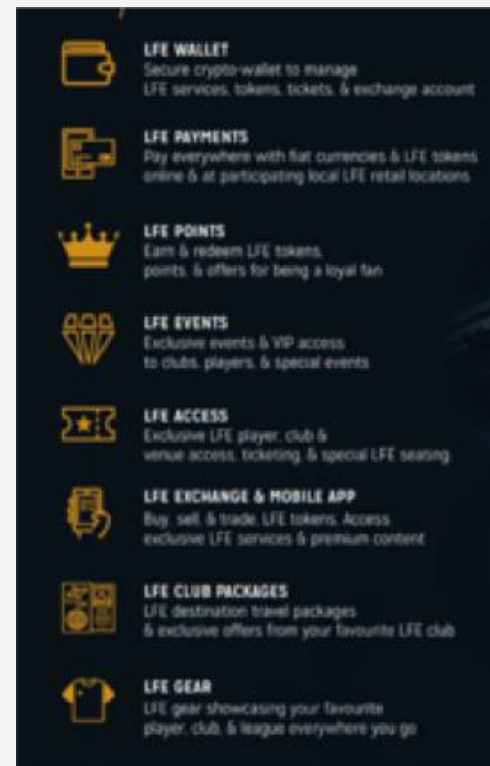 LFE WALLET
Secure crypto-wallet to manage
LFE services, tokens, tickets, & exchange account
LFE PAYMENTS
Pay everywhere with fiat currencies & LFE tokens
online & at participating local LFE retail locations
LFE POINTS
Earn & redeem LFE tokens,
points, & offers for being a loyal fan
LFE EVENTS
Exclusive events & VIP access
to clubs, players, & special events
LFE ACCESS
Exclusive LFE player, club &
venue access, ticketing, & special LFE seating
LFE EXCHANGE & MOBILE APP
Buy, sell, & trade, LFE tokens, Access
exclusive LFE services & premium content
LFE CLUB PACKAGES
LFE destination travel packages
& exclusive offers from your favourite LFE club
LFE GEAR
LFE gear showcasing your favourite
player, club, & league everywhere you go